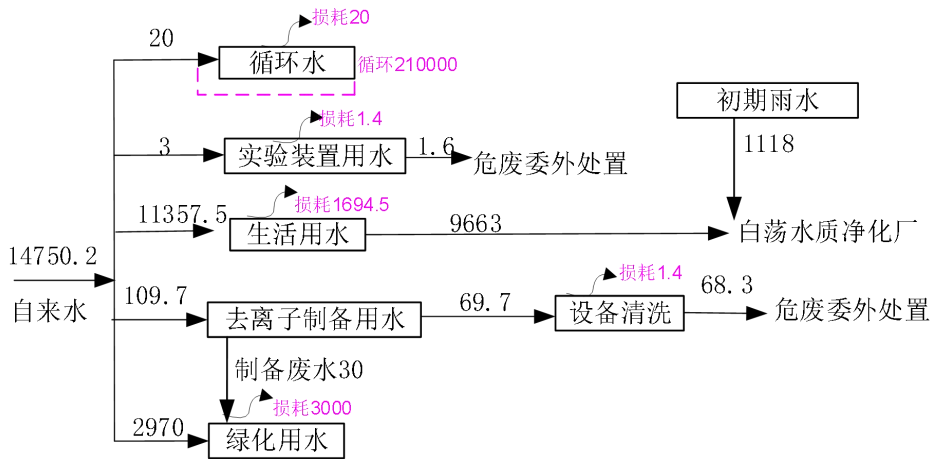 损耗20
20
循环水
循环210000
初期雨水
损耗1.4
3
实验装置用水
1.6
危废委外处置
1118
损耗1694.5
11357.5
生活用水
9663
白荡水质净化厂
14750.2
自来水
109.7
去离子制备用水
69.7
损耗1.4
设备清洗
68.3
危废委外处置
制备废水30
损耗3000
2970
绿化用水